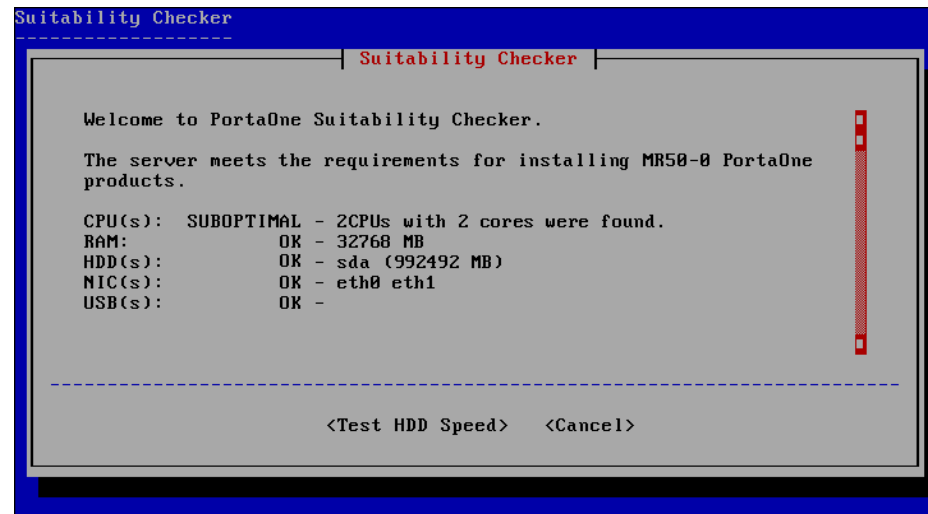 Suitability Checker
-------------------
Suitability Checker
Welcome to PortaOne Suitability Checker.
The server meets the requirements for installing MR50-0 PortaOne
products.
CPU(s): SUBOPTIMAL - 2CPUs with 2 cores were found.
RAM: OK - 32768 MB
HDD(s): OK - sda (992492 MB)
NIC(s): OK - eth0 eth1
USB(s): OK -
<Test HDD Speed> <Cancel>